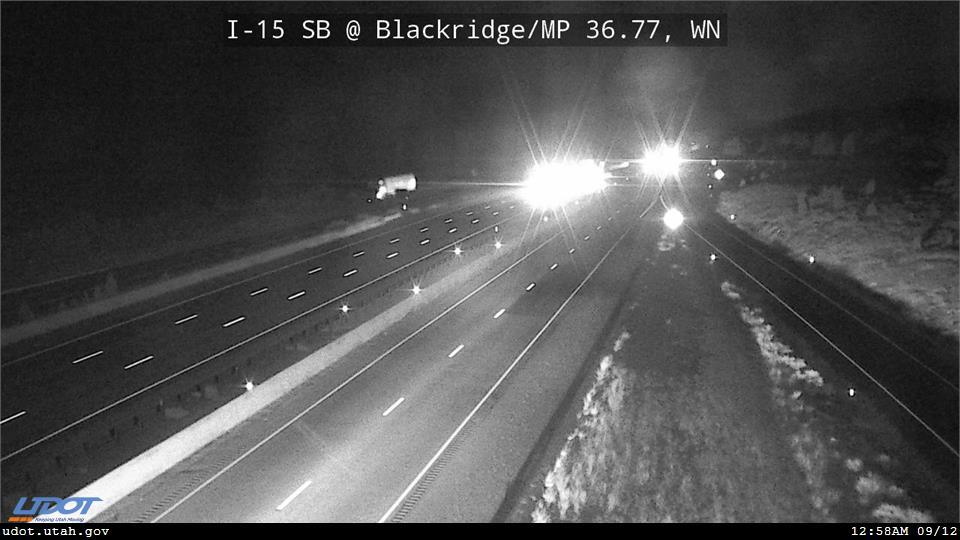 I-15 SB @ Blackridge/MP 36.77, WN
UDOT
Keeping Utah Moving
udot.utah.gov
12:58AM 09/12